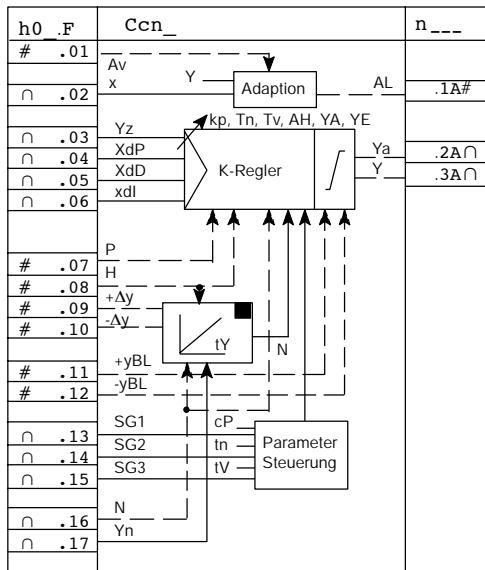 h0_.F Ccn_ n___
# .01
Av
x Y Adaption AL .1A#
∩ .02
kp, Tn, Tv, AH, YA, YE
∩ .03 Yz
∩ .04 XdP K-Regler Ya .2A∩
∩ .05 XdD Y .3A∩
∩ .06 xdI
P
# .07
H
# .08
# .09 +Δy
# .10 -Δy
tY N
# .11 +yBL
# .12 -yBL
∩ .13 SG1 cP
∩ .14 SG2 tn Parameter
∩ .15 SG3 tV Steuerung
N
∩ .16
Yn
∩ .17